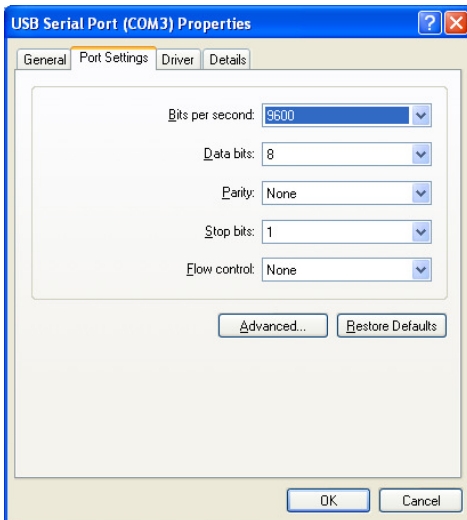 USB Serial Port (COM3) Properties
General Port Settings Driver Details
Bits per second: 9600
Data bits: 8
Parity: None
Stop bits: 1
Flow control: None
Advanced... Restore Defaults
OK Cancel